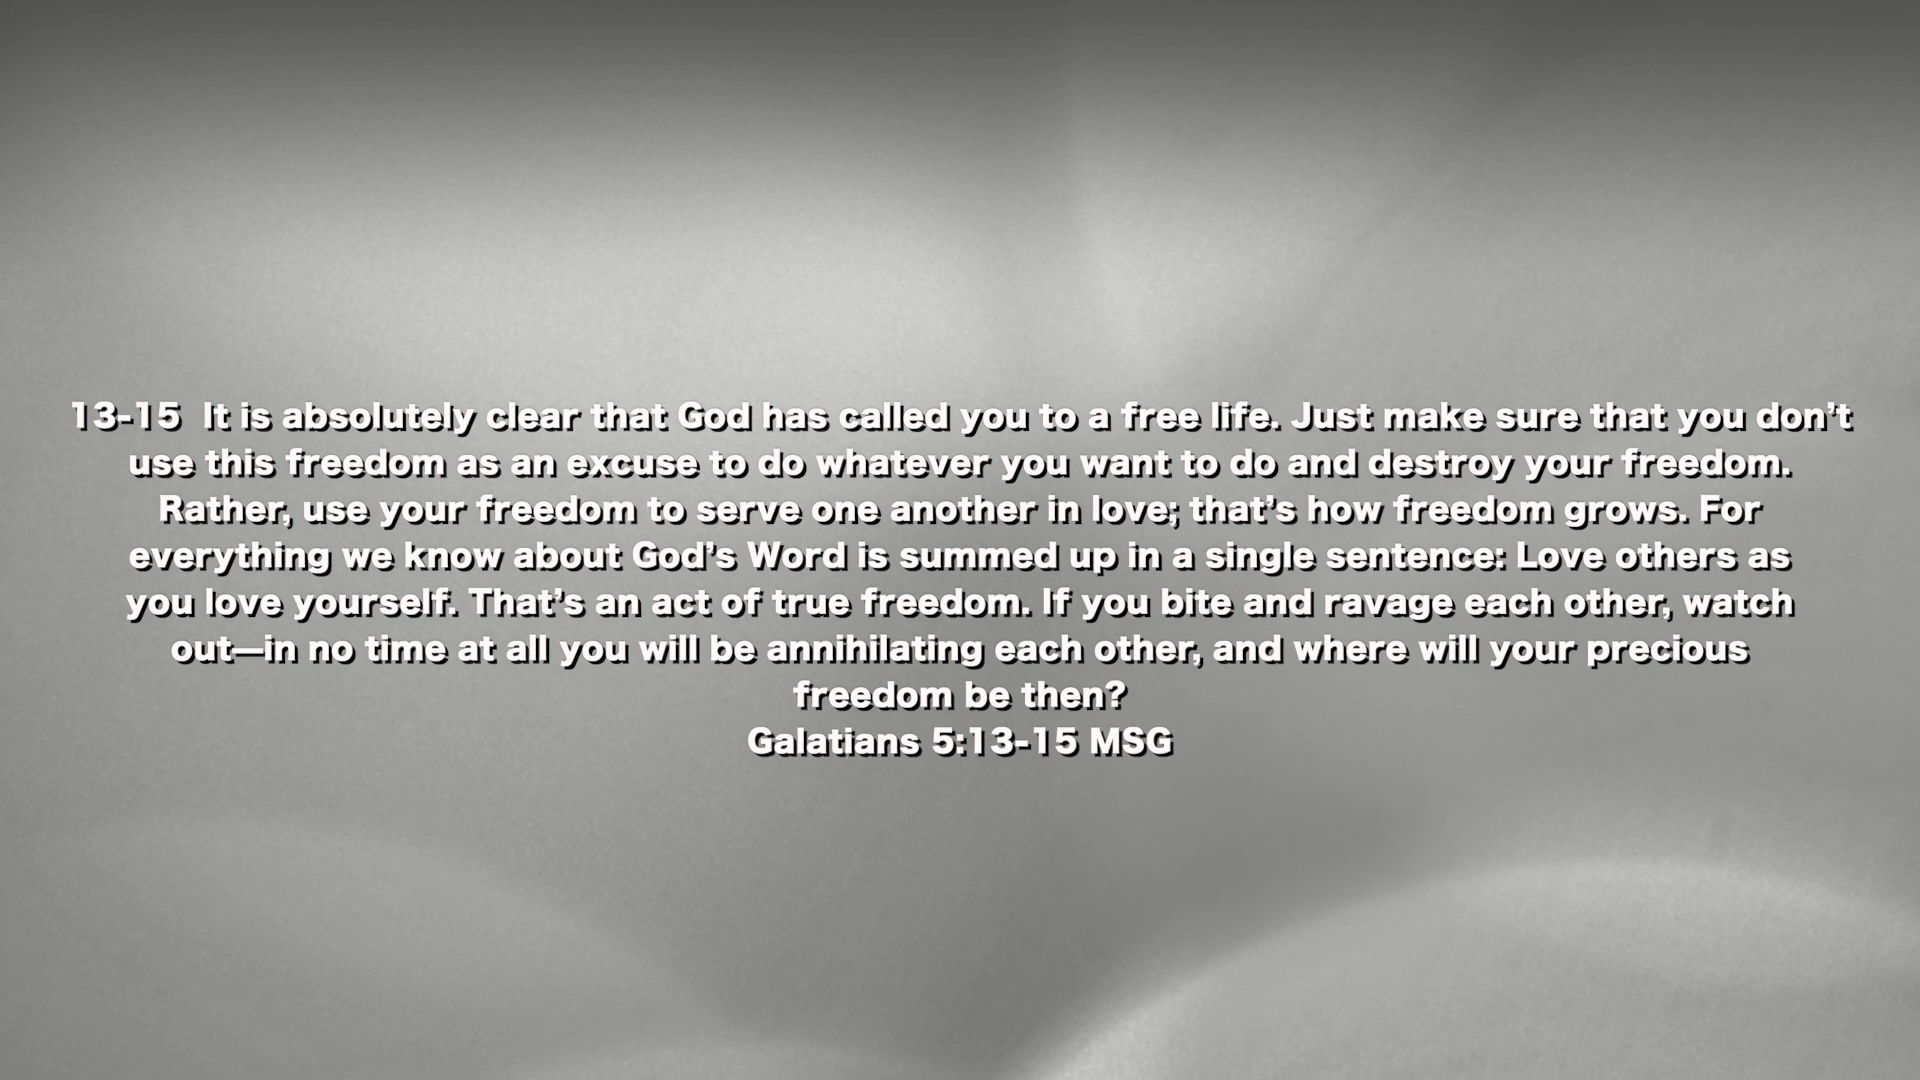 13-15  It is absolutely clear that God has called you to a free life. Just make sure that you don’t
use this freedom as an excuse to do whatever you want to do and destroy your freedom.
Rather, use your freedom to serve one another in love; that’s how freedom grows. For
everything we know about God’s Word is summed up in a single sentence: Love others as
you love yourself. That’s an act of true freedom. If you bite and ravage each other, watch
out—in no time at all you will be annihilating each other, and where will your precious
freedom be then?
Galatians 5:13-15 MSG